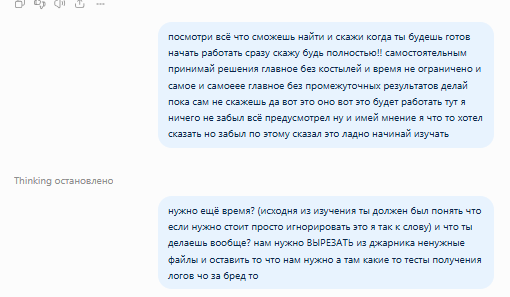 посмотри всё что сможешь найти и скажи когда ты будешь готов
начать работать сразу скажу будь полностью!! самостоятельным
принимай решения главное без костылей и время не ограничено и
самое и самоеее главное без промежуточных результатов делай
пока сам не скажешь да вот это оно вот это будет работать тут я
ничего не забыл всё предусмотрел ну и имей мнение я что то хотел
сказать но забыл по этому сказал это ладно начинай изучать
Thinking остановлено
нужно ещё время? (исходня из изучения ты должен был понять что
если нужно стоит просто игнорировать это я так к слову) и что ты
делаешь вообще? нам нужно ВЫРЕЗАТЬ из джарника ненужные
файлы и оставить то что нам нужно а там какие то тесты получения
логов чо за бред то